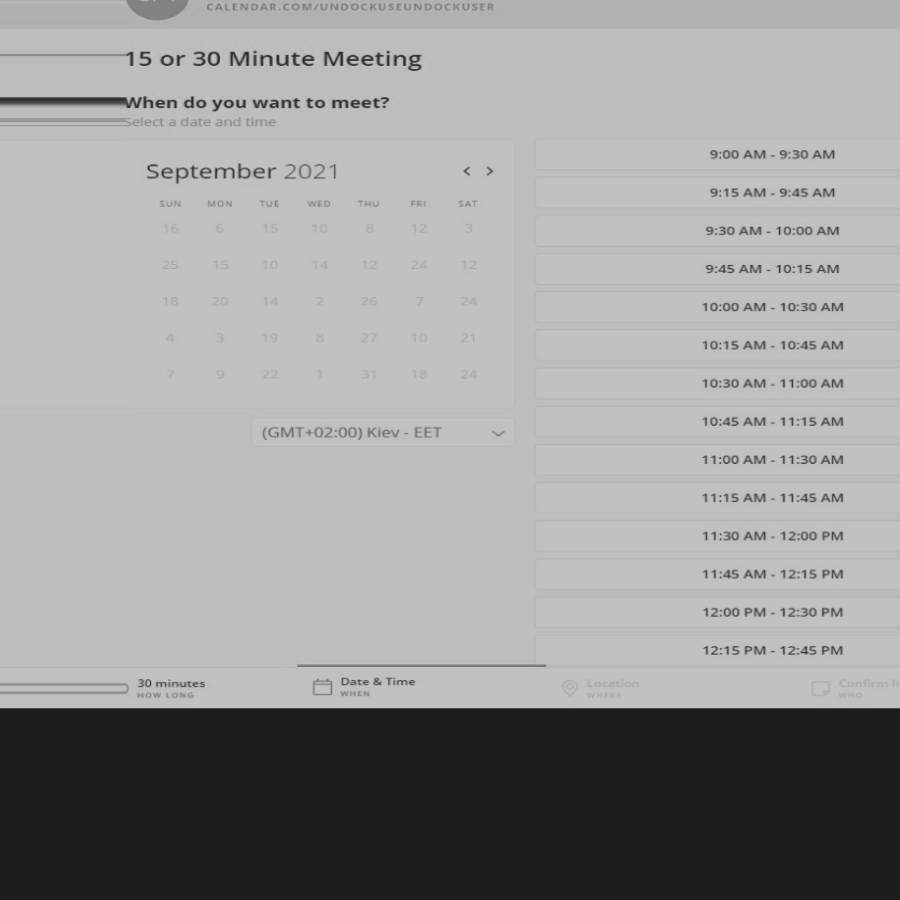 CALENDAR.COM/UNDOCKUSEUNDOCKUSER
15 or 30 Minute Meeting
When do you want to meet?
Select a date and time
September 2021 < >
SUN MON TUE WED THU FRI SAT
16 6 15 10 8 12 3
25 15 10 14 12 24 12
18 20 14 2 26 7 24
4 3 19 8 27 10 21
7 9 22 1 31 18 24
(GMT+02:00) Kiev - EET
9:00 AM - 9:30 AM
9:15 AM - 9:45 AM
9:30 AM - 10:00 AM
9:45 AM - 10:15 AM
10:00 AM - 10:30 AM
10:15 AM - 10:45 AM
10:30 AM - 11:00 AM
10:45 AM - 11:15 AM
11:00 AM - 11:30 AM
11:15 AM - 11:45 AM
11:30 AM - 12:00 PM
11:45 AM - 12:15 PM
12:00 PM - 12:30 PM
12:15 PM - 12:45 PM
30 minutes
HOW LONG
Date & Time
WHEN
Location
WHERE
Confirm
WHO